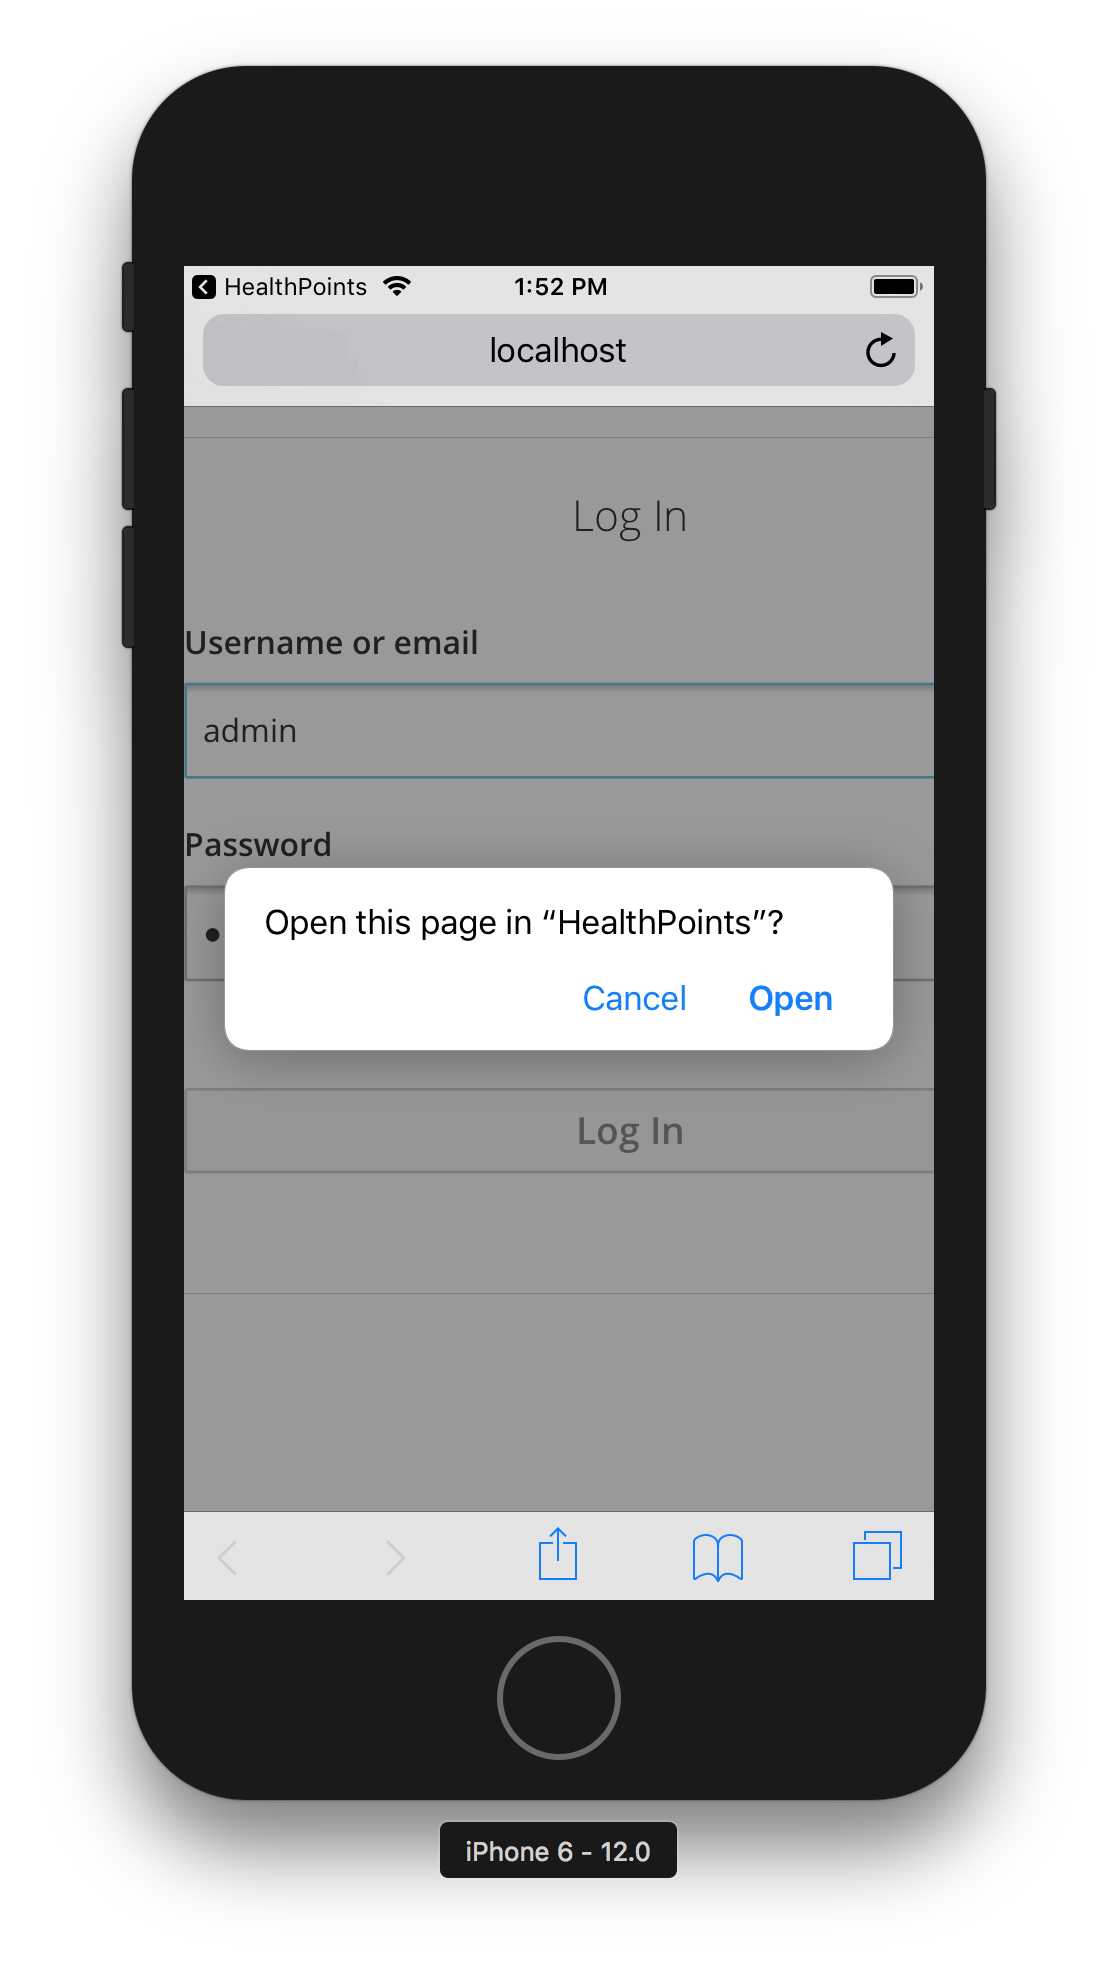 HealthPoints 1:52 PM
localhost
Log In
Username or email
admin
Password
Open this page in “HealthPoints”?
Cancel Open
Log In
iPhone 6 - 12.0